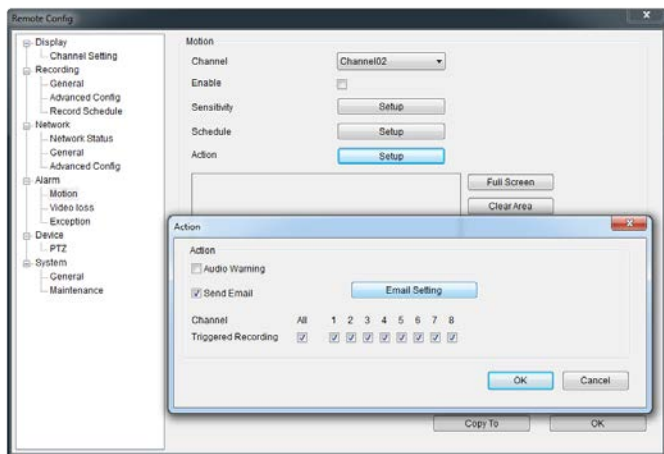 Remote Config
Display
Channel Setting
Recording
General
Advanced Config
Record Schedule
Network
Network Status
General
Advanced Config
Alarm
Motion
Video loss
Exception
Device
PTZ
System
General
Maintenance
Motion
Channel Channel02
Enable
Sensitivity Setup
Schedule Setup
Action Setup
Full Screen
Clear Area
Action
Action
Audio Warning
Send Email Email Setting
Channel All 1 2 3 4 5 6 7 8
Triggered Recording
OK Cancel
Copy To OK